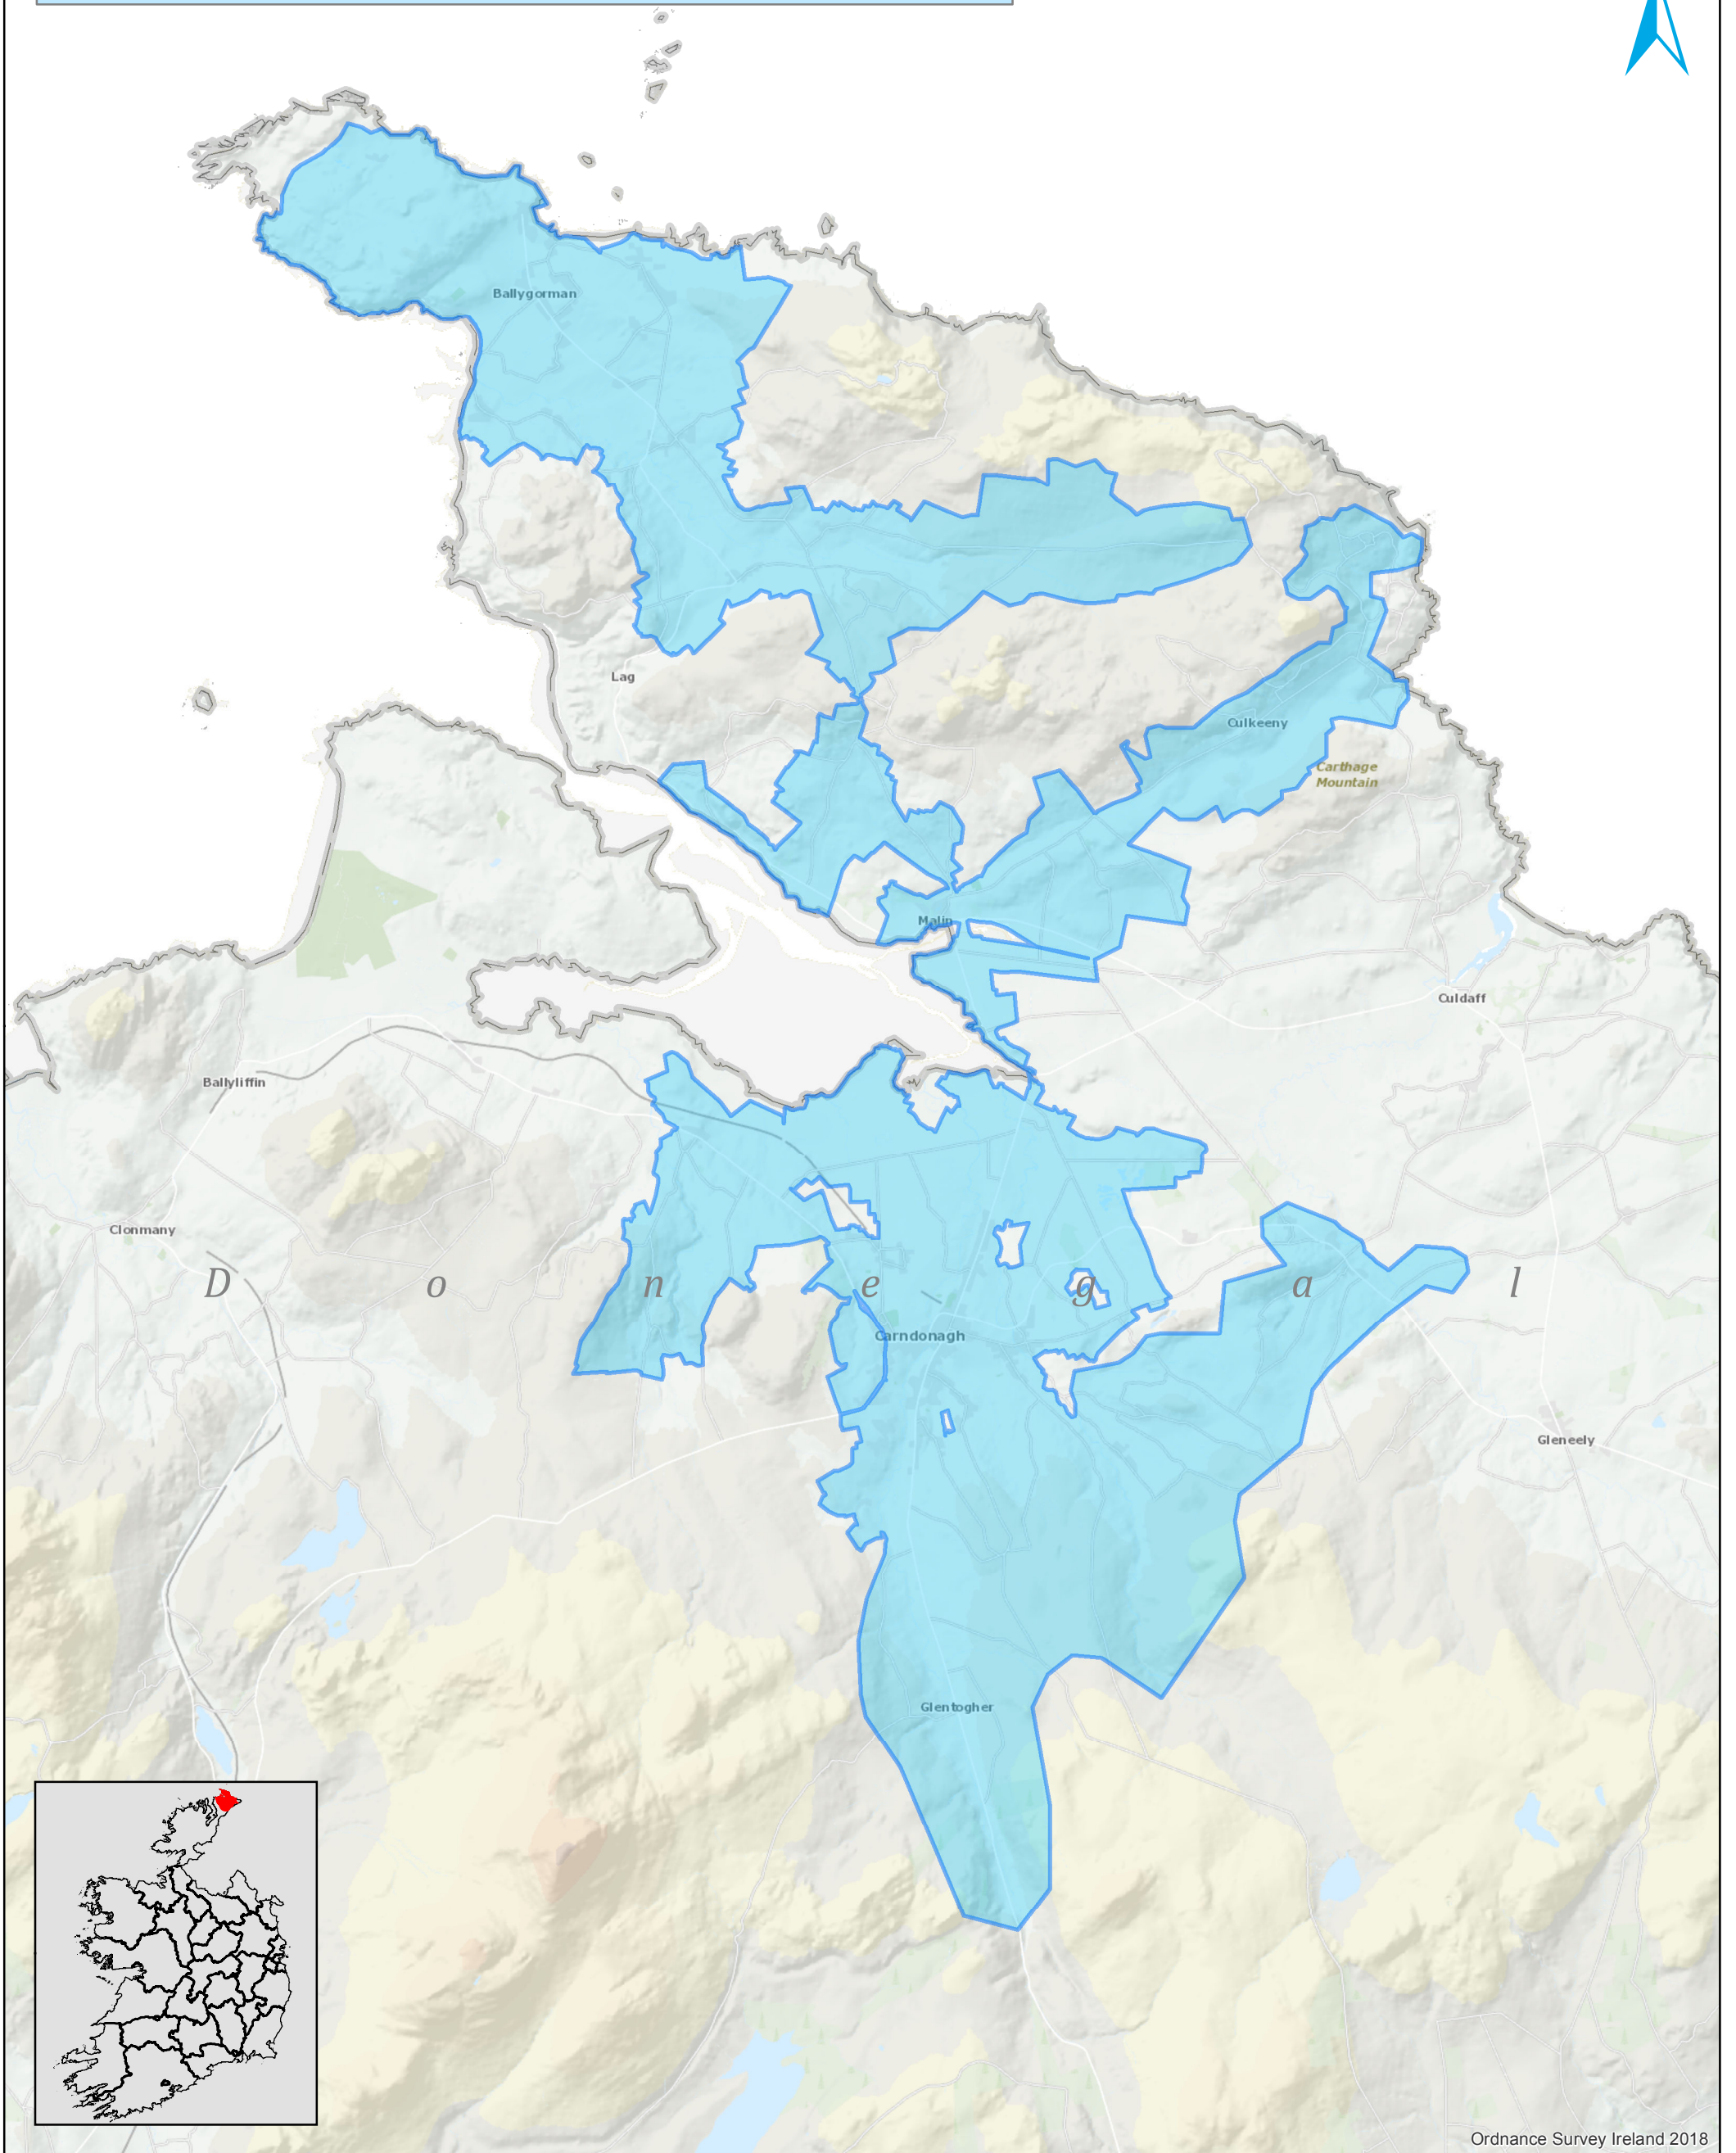 Ballygorman
Lag
Culkeeny
Carthage
Mountain
Malin
Culdaff
Ballyliffin
Clonmany
D o n e g a l
Carndonagh
Gleneely
Glentogher
Ordnance Survey Ireland 2018